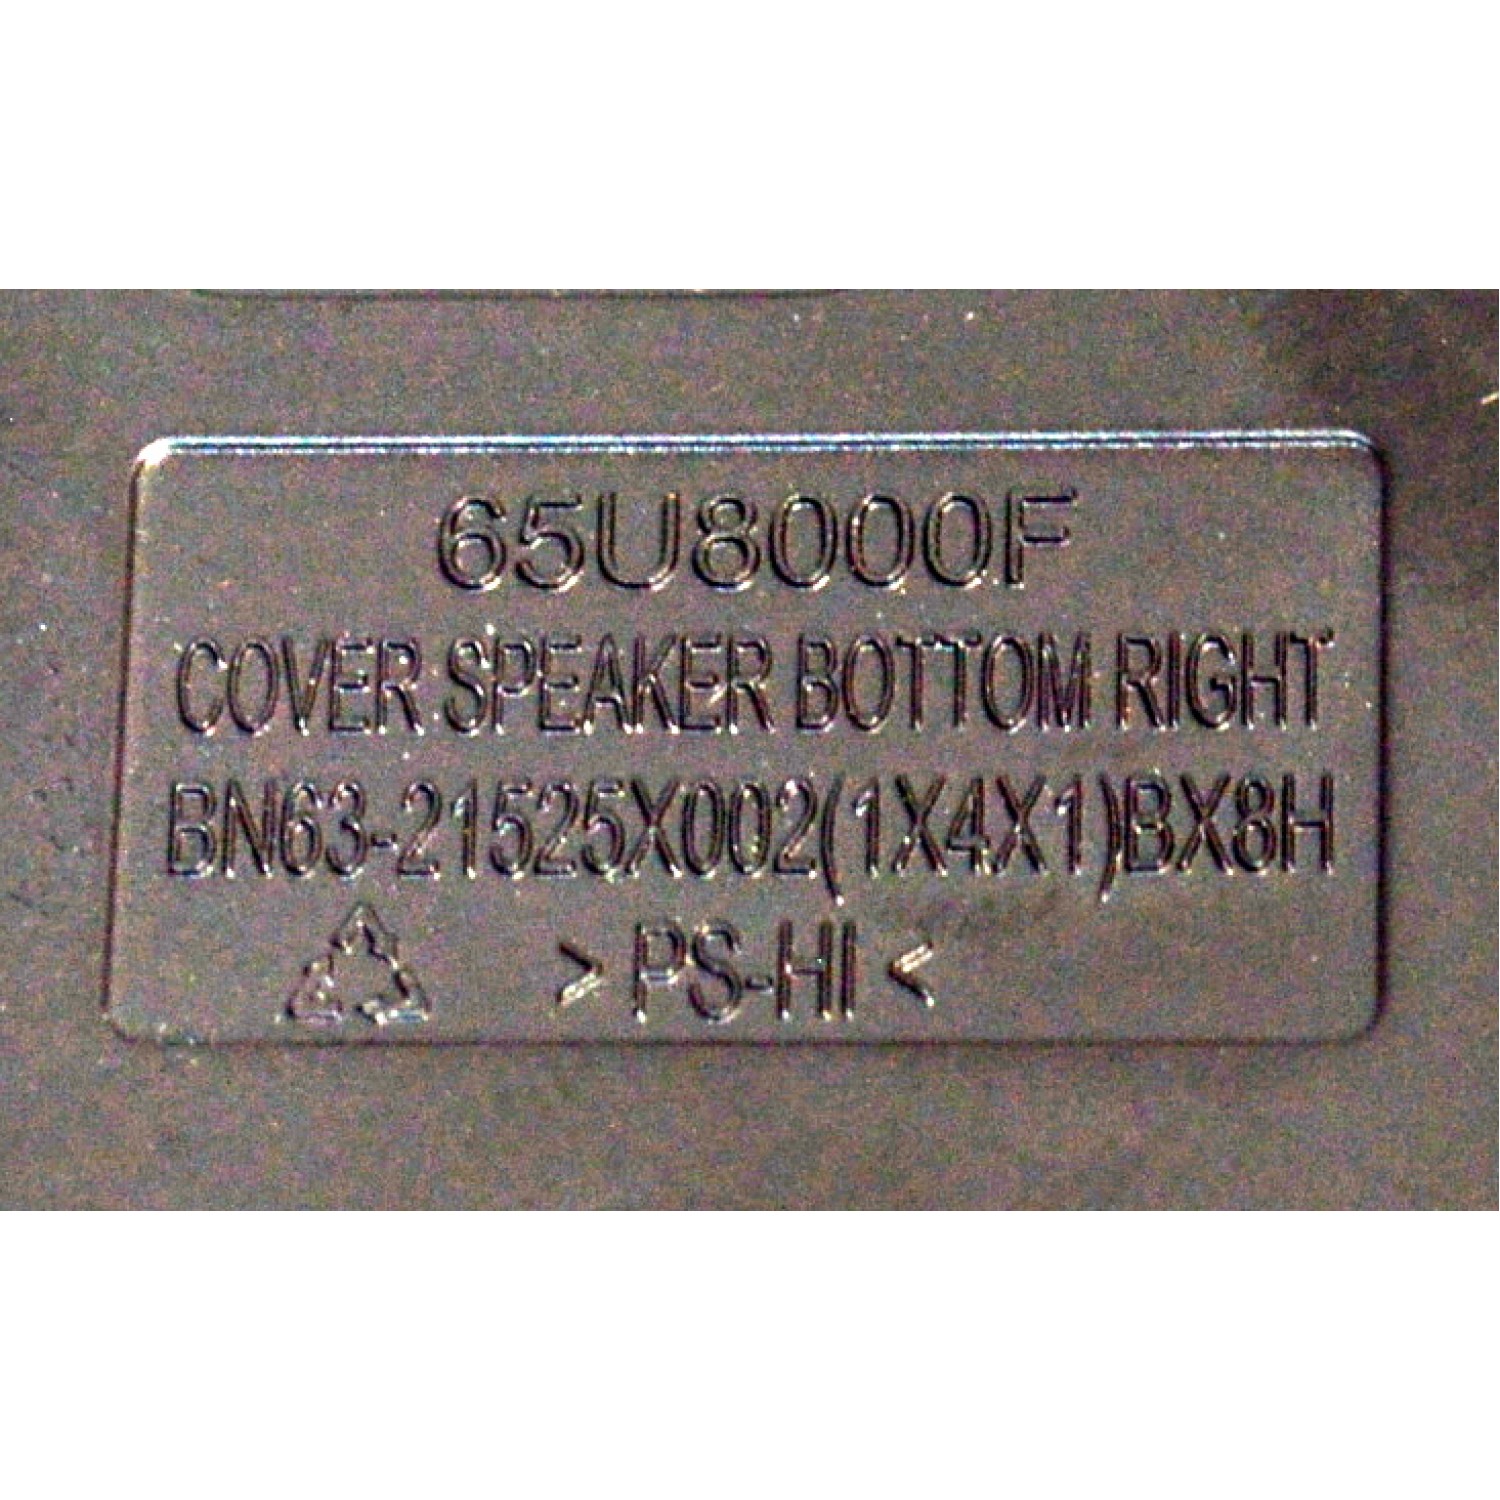 65U8000F
COVER SPEAKER BOTTOM RIGHT
BN63-21525X002(1X4X1)BX8H
>PS-HI<